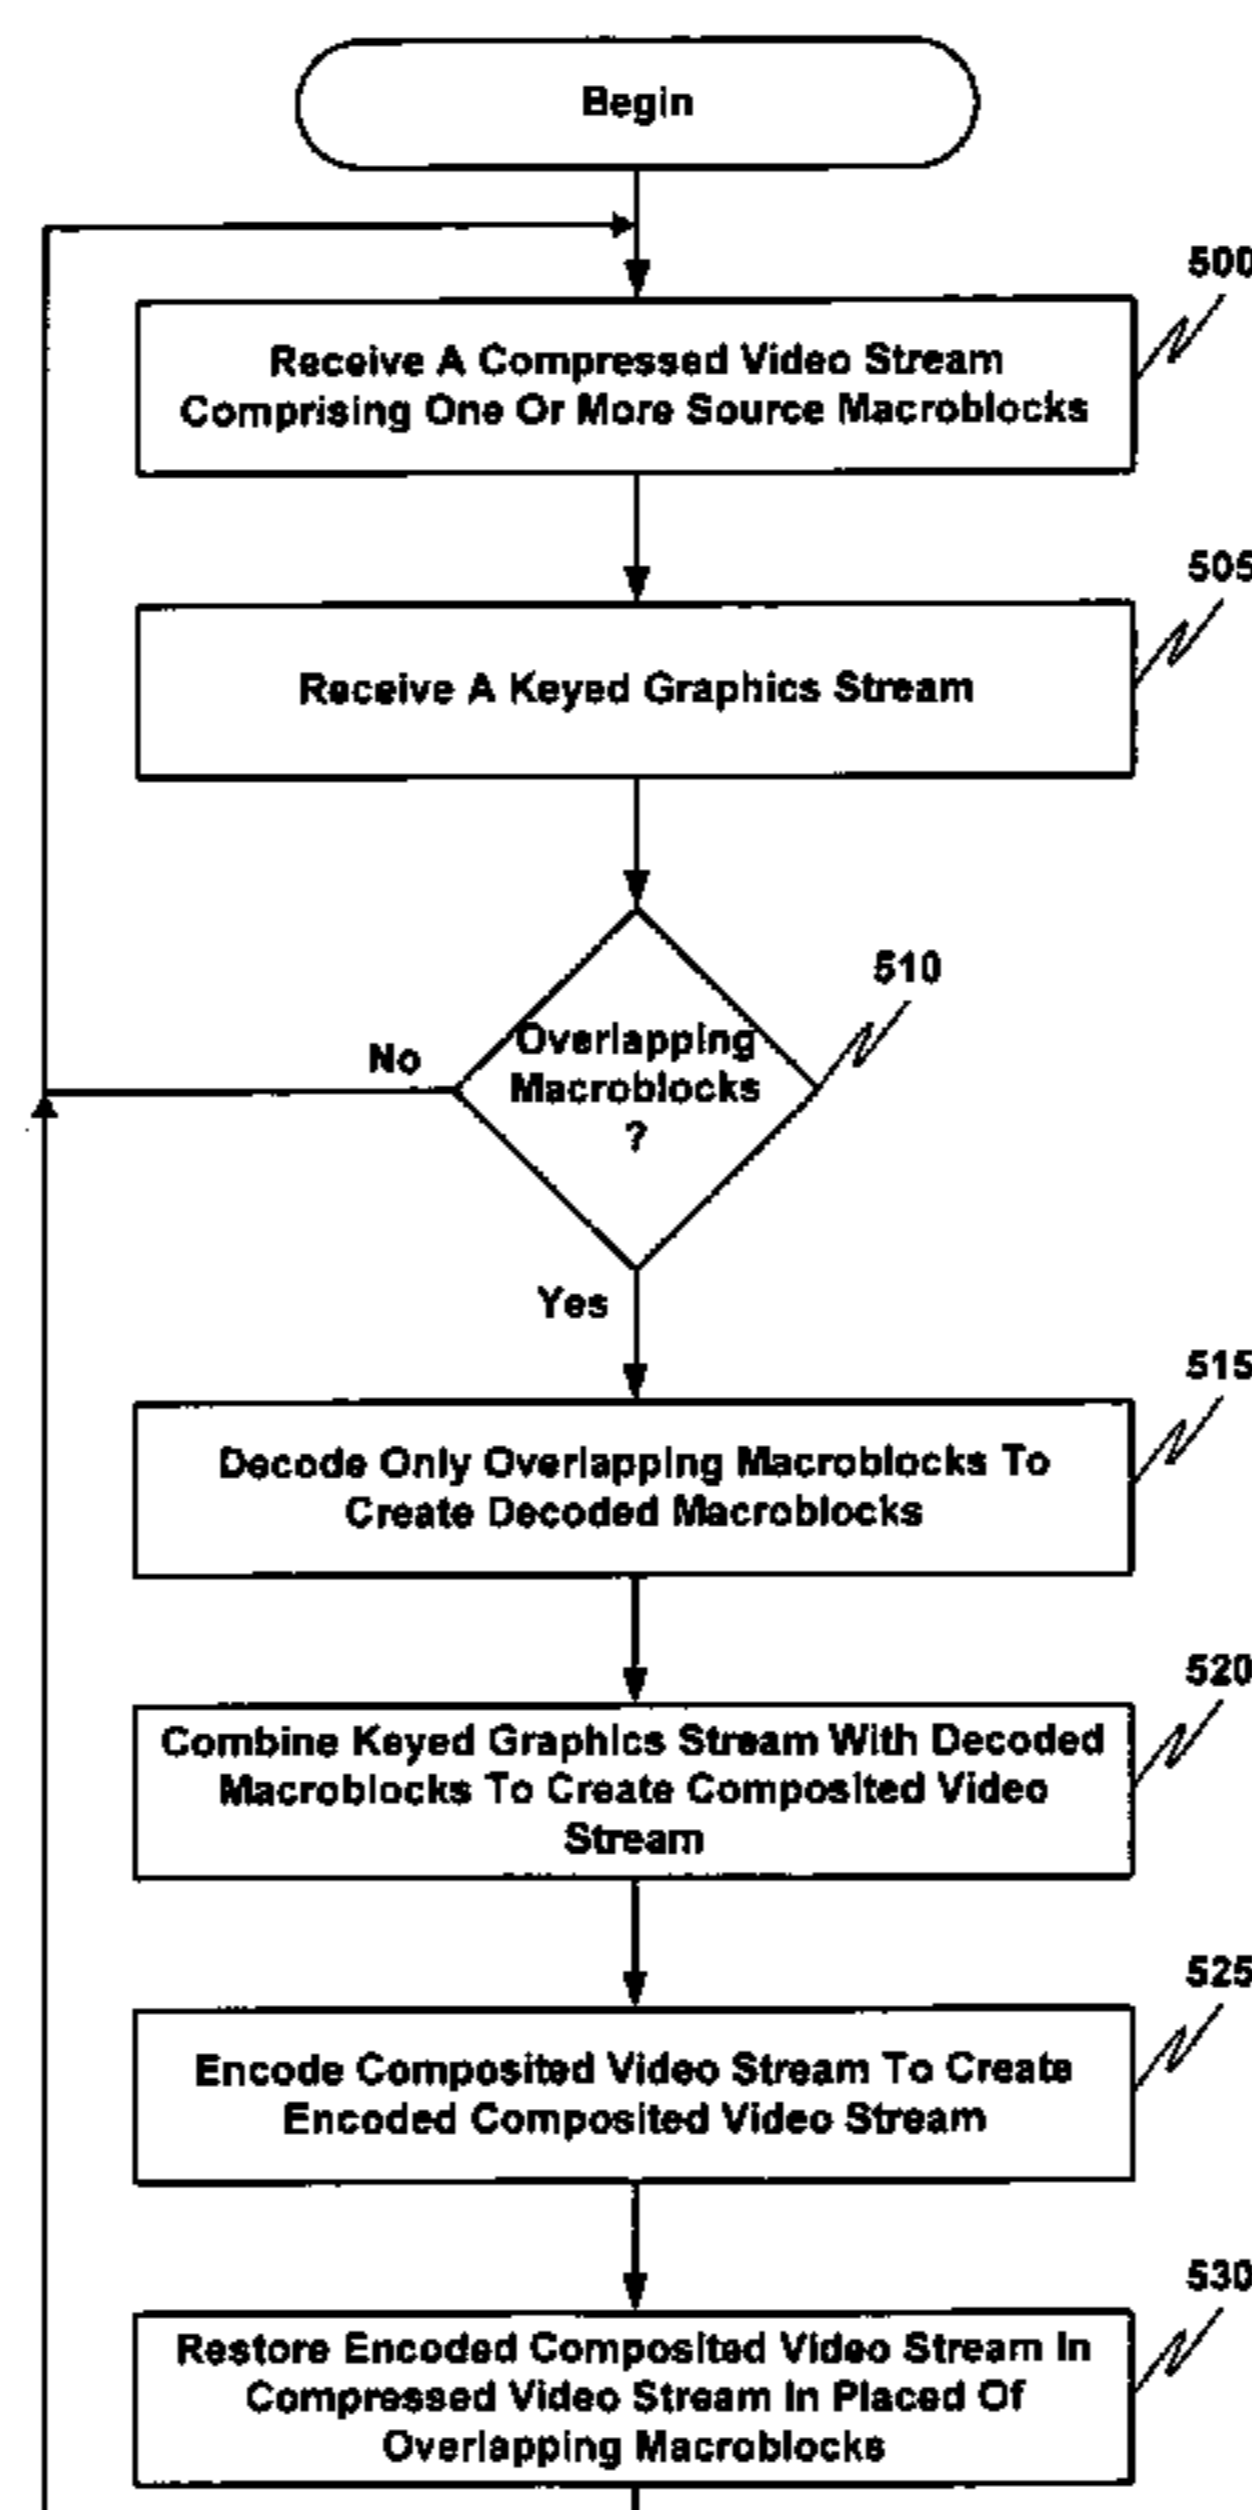 Begin
500
Receive A Compressed Video Stream
Comprising One Or More Source Macroblocks
505
Receive A Keyed Graphics Stream
510
Overlapping
Macroblocks
?
No
Yes
515
Decode Only Overlapping Macroblocks To
Create Decoded Macroblocks
520
Combine Keyed Graphics Stream With Decoded
Macroblocks To Create Composited Video
Stream
525
Encode Composited Video Stream To Create
Encoded Composited Video Stream
530
Restore Encoded Composited Video Stream In
Compressed Video Stream In Placed Of
Overlapping Macroblocks